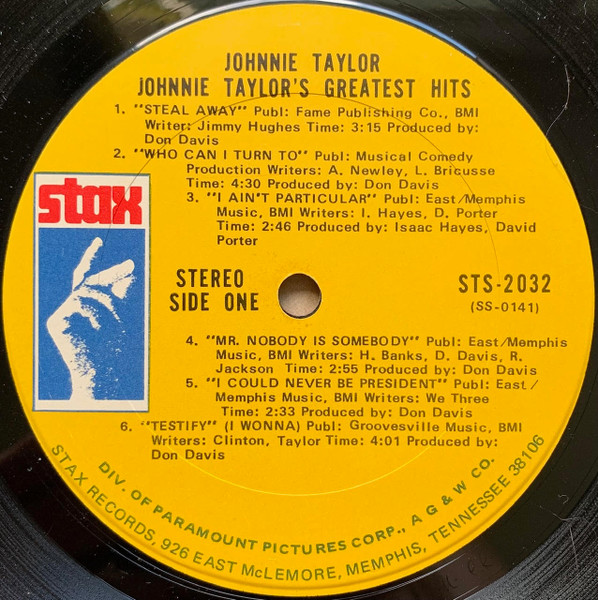 JOHNNIE TAYLOR
JOHNNIE TAYLOR'S GREATEST HITS
1. "STEAL AWAY" Publ: Fame Publishing Co., BMI
Writer: Jimmy Hughes Time: 3:15 Produced by:
Don Davis
2. "WHO CAN I TURN TO" Publ: Musical Comedy
Production Writers: A. Newley, L. Bricusse
Time: 4:30 Produced by: Don Davis
3. "I AIN'T PARTICULAR" Publ: East/Memphis
Music, BMI Writers: I. Hayes, D. Porter
Time: 2:46 Produced by: Isaac Hayes, David
Porter
stax
STEREO
SIDE ONE
STS-2032
(SS-0141)
4. "MR. NOBODY IS SOMEBODY" Publ: East/Memphis
Music, BMI Writers: H. Banks, D. Davis, R.
Jackson Time: 2:55 Produced by: Don Davis
5. "I COULD NEVER BE PRESIDENT" Publ: East/
Memphis Music, BMI Writers: We Three
Time: 2:33 Produced by: Don Davis
6. "TESTIFY" (I WONNA) Publ: Groovesville Music, BMI
Writers: Clinton, Taylor Time: 4:01 Produced by:
Don Davis
DIV. OF PARAMOUNT PICTURES CORP., A G & W CO.
STAX RECORDS, 926 EAST McLEMORE, MEMPHIS, TENNESSEE 38106